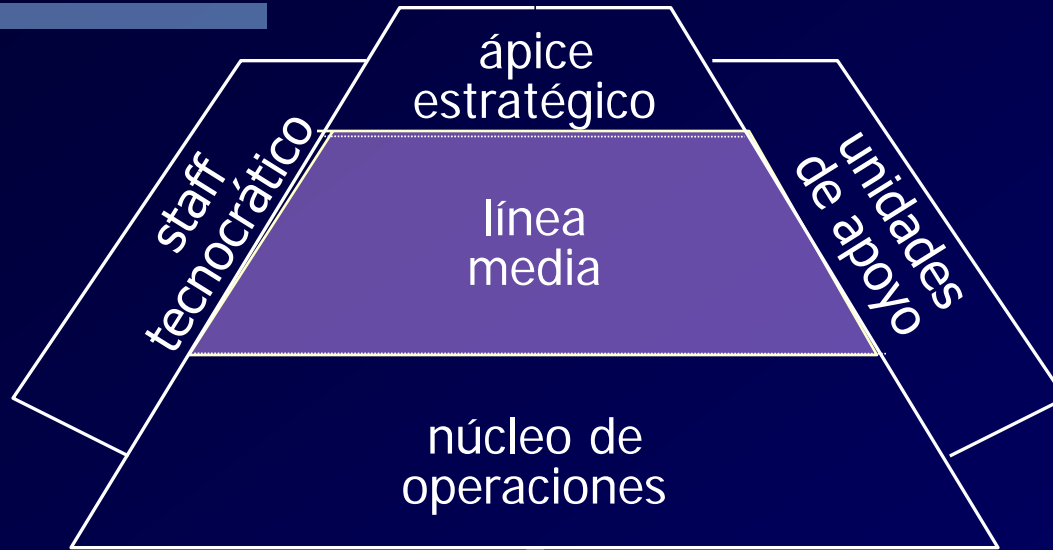 ápice
estratégico
staff
tecnocrático
línea
media
unidades
de apoyo
núcleo de
operaciones